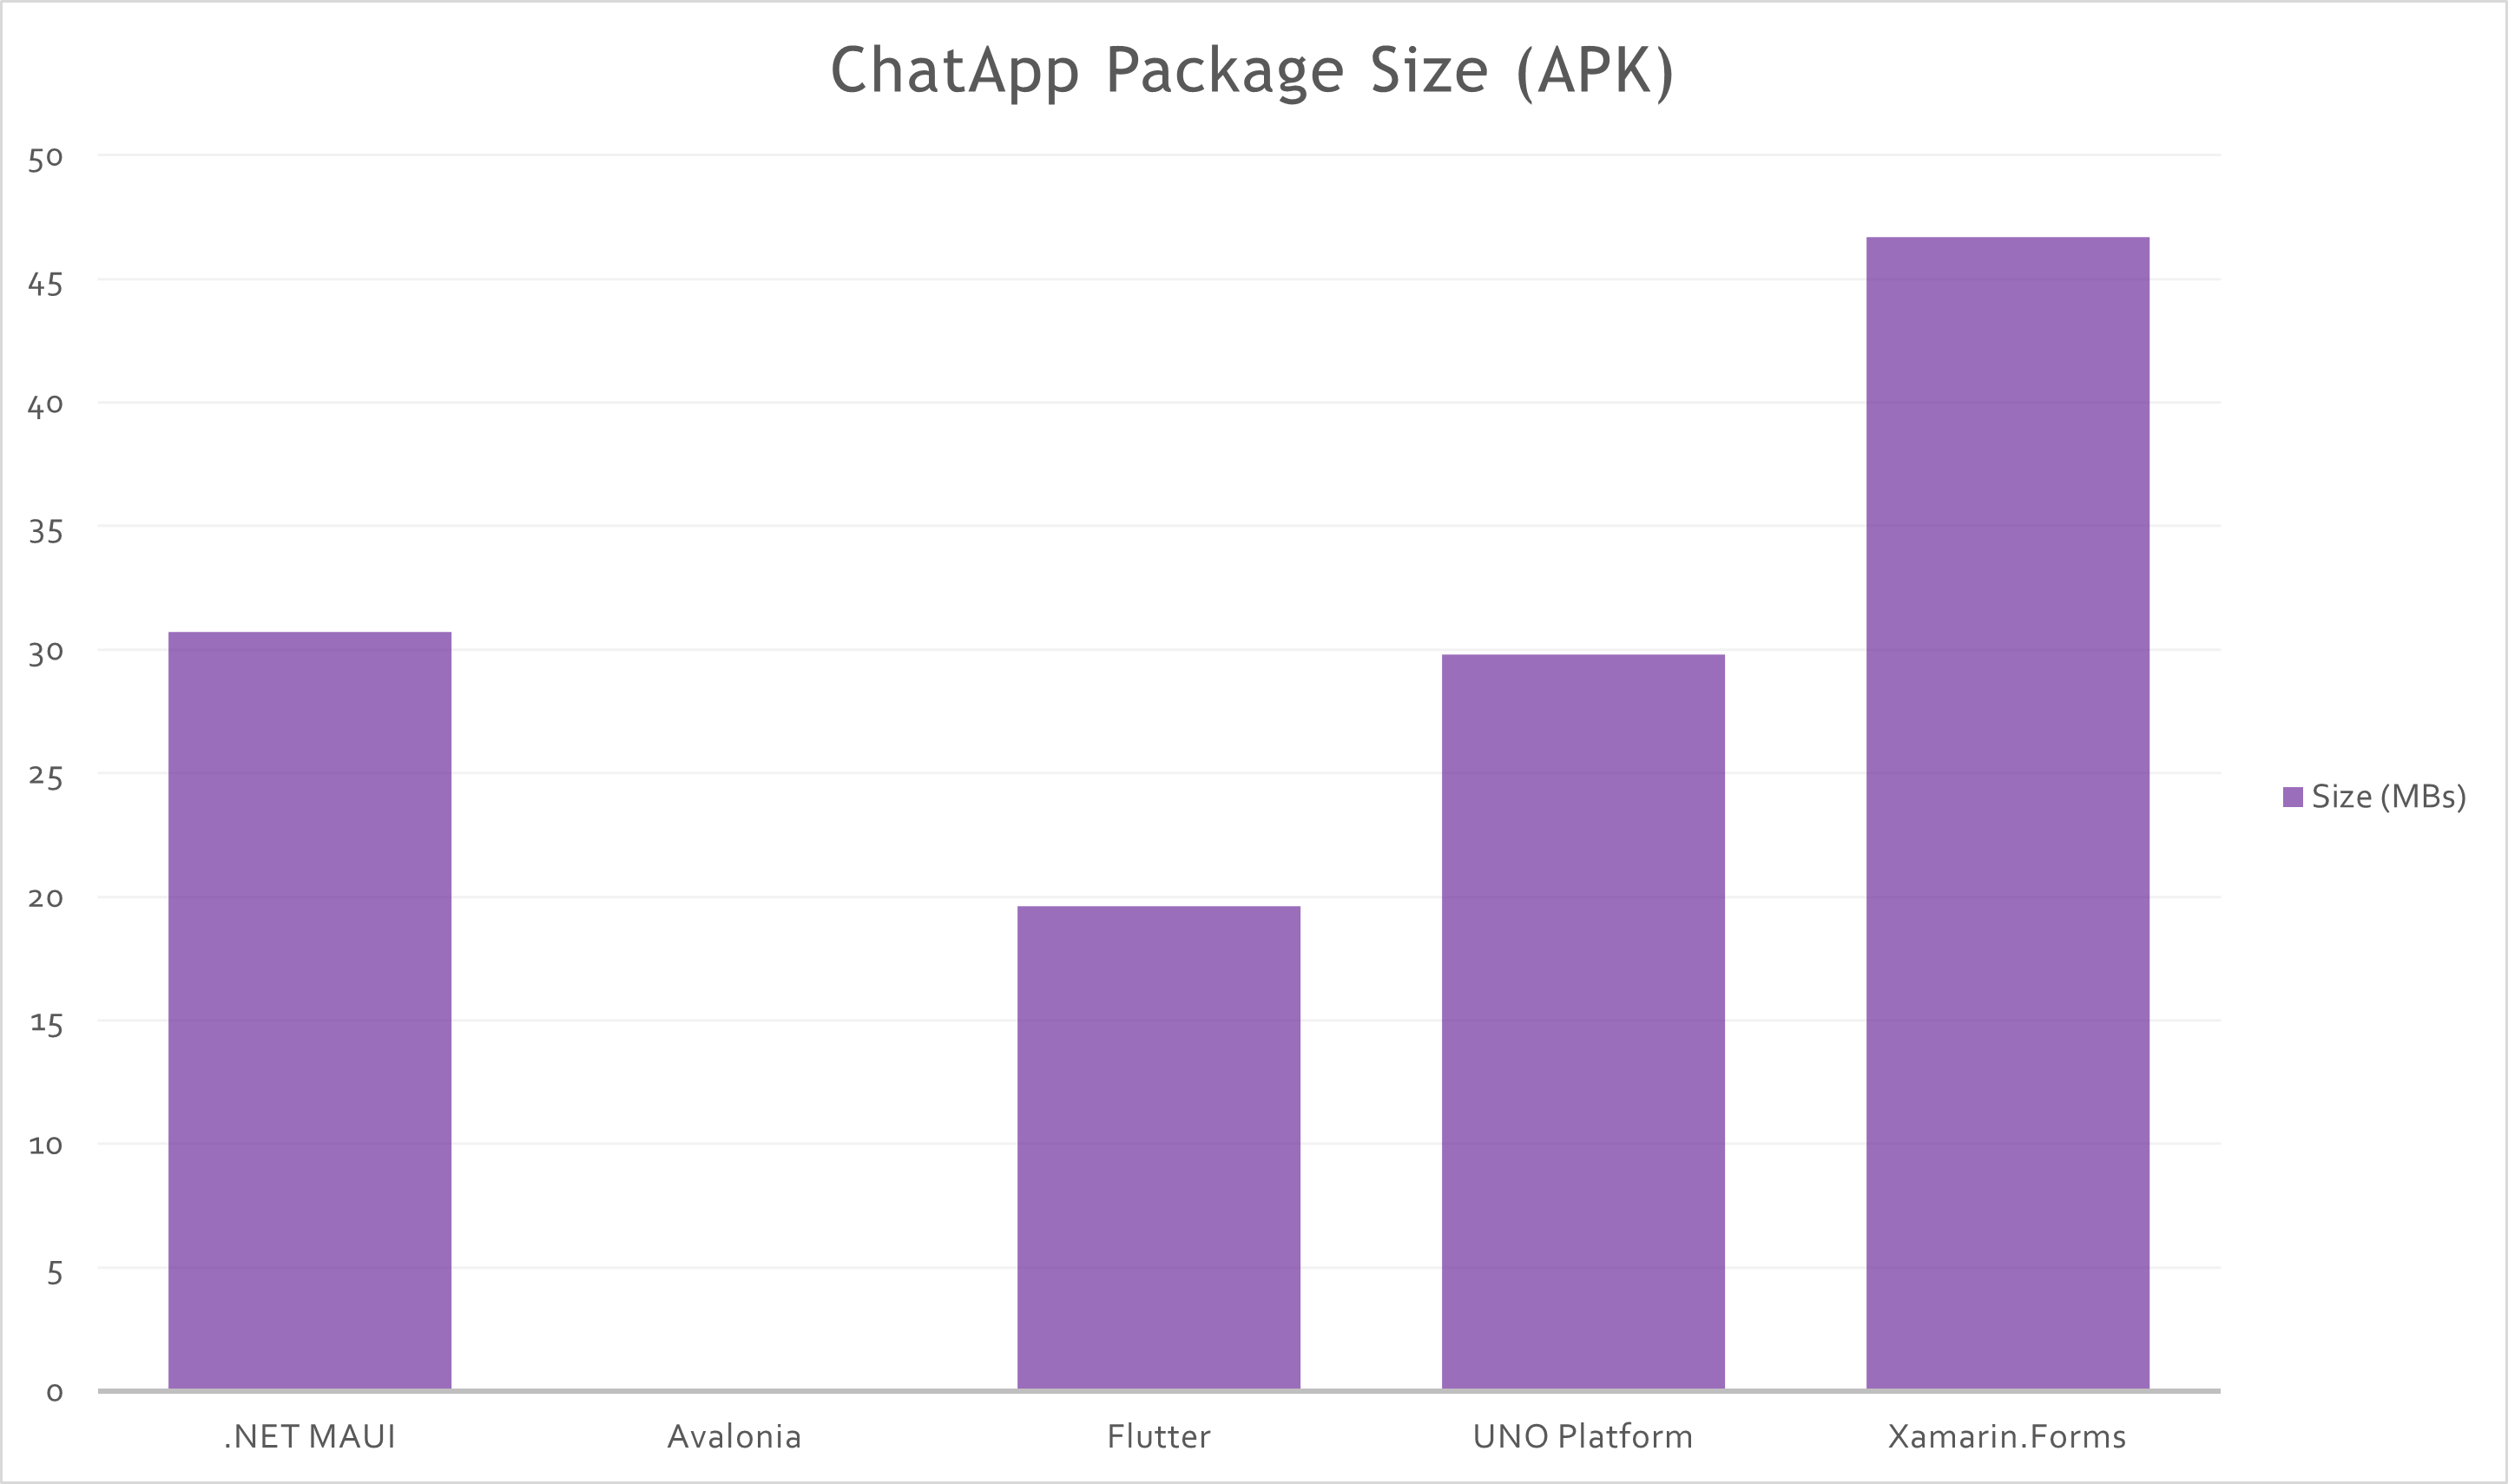 ChatApp Package Size (APK)
50
45
40
35
30
25
20
15
10
5
0
.NET MAUI
Avalonia
Flutter
UNO Platform
Xamarin.Forms
Size (MBs)